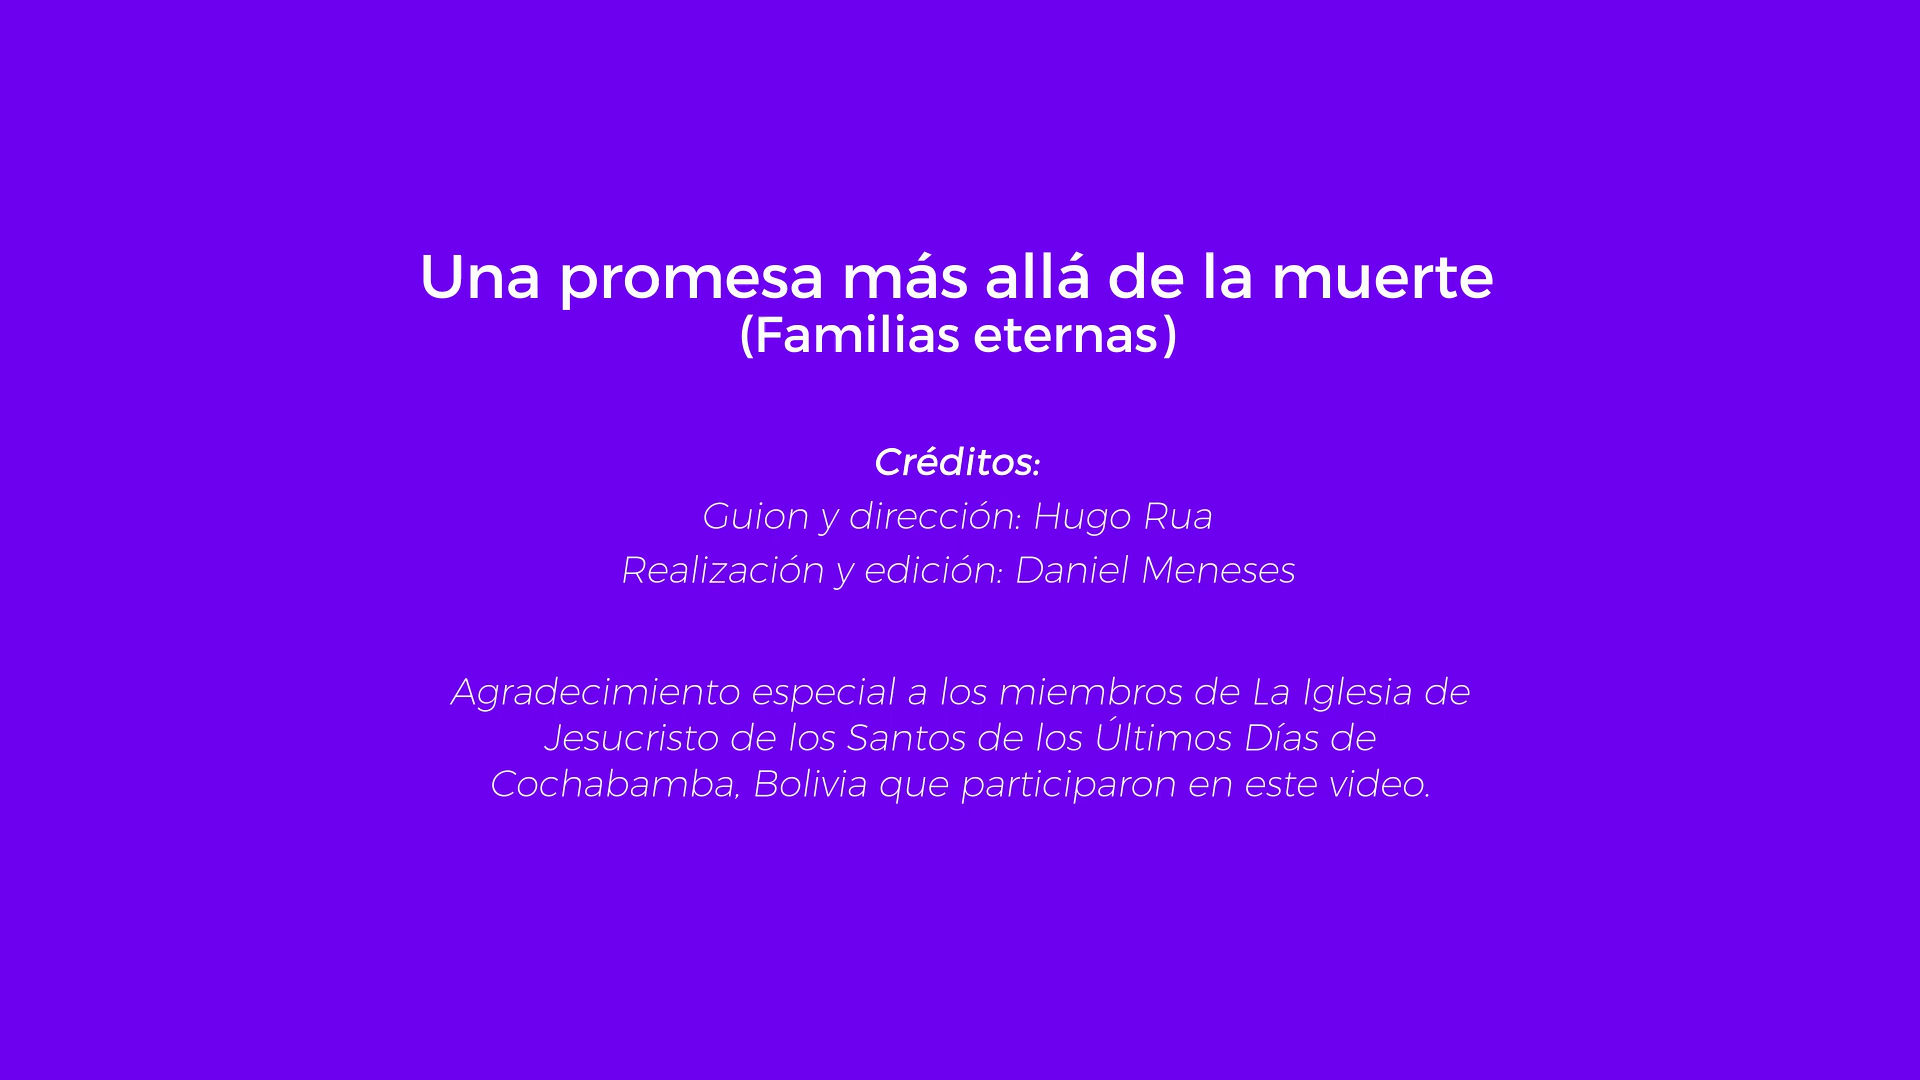 Una promesa más allá de la muerte
(Familias eternas)
Créditos:
Guion y dirección: Hugo Rua
Realización y edición: Daniel Meneses
Agradecimiento especial a los miembros de La Iglesia de
Jesucristo de los Santos de los Últimos Días de
Cochabamba, Bolivia que participaron en este video.